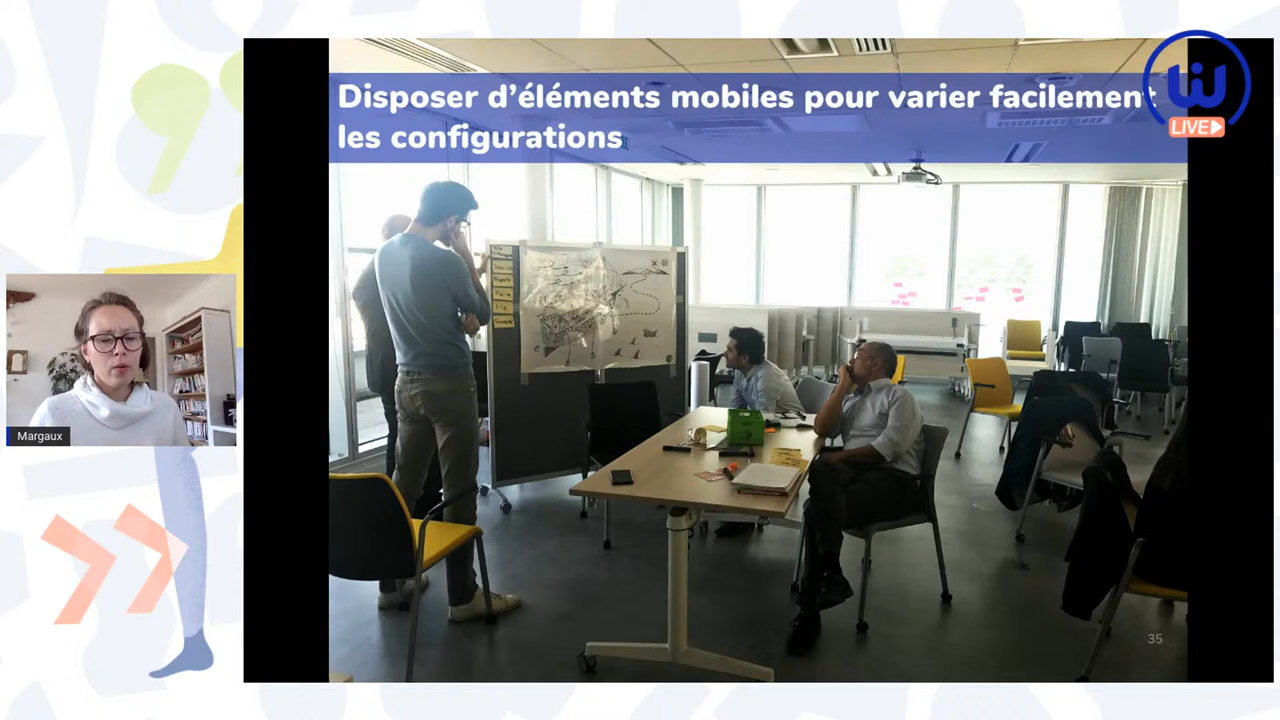 Disposer d’éléments mobiles pour varier facilement
les configurations
LIVE
Margaux
35